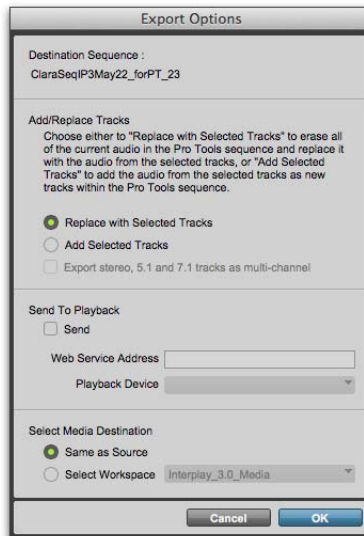 Export Options
Destination Sequence :
ClaraSeqIP3May22_forPT_23
Add/Replace Tracks
Choose either to "Replace with Selected Tracks" to erase all
of the current audio in the Pro Tools sequence and replace it
with the audio from the selected tracks, or "Add Selected
Tracks" to add the audio from the selected tracks as new
tracks within the Pro Tools sequence.
Replace with Selected Tracks
Add Selected Tracks
Export stereo, 5.1 and 7.1 tracks as multi-channel
Send To Playback
Send
Web Service Address
Playback Device
Select Media Destination
Same as Source
Select Workspace Interplay_3.0_Media
Cancel OK